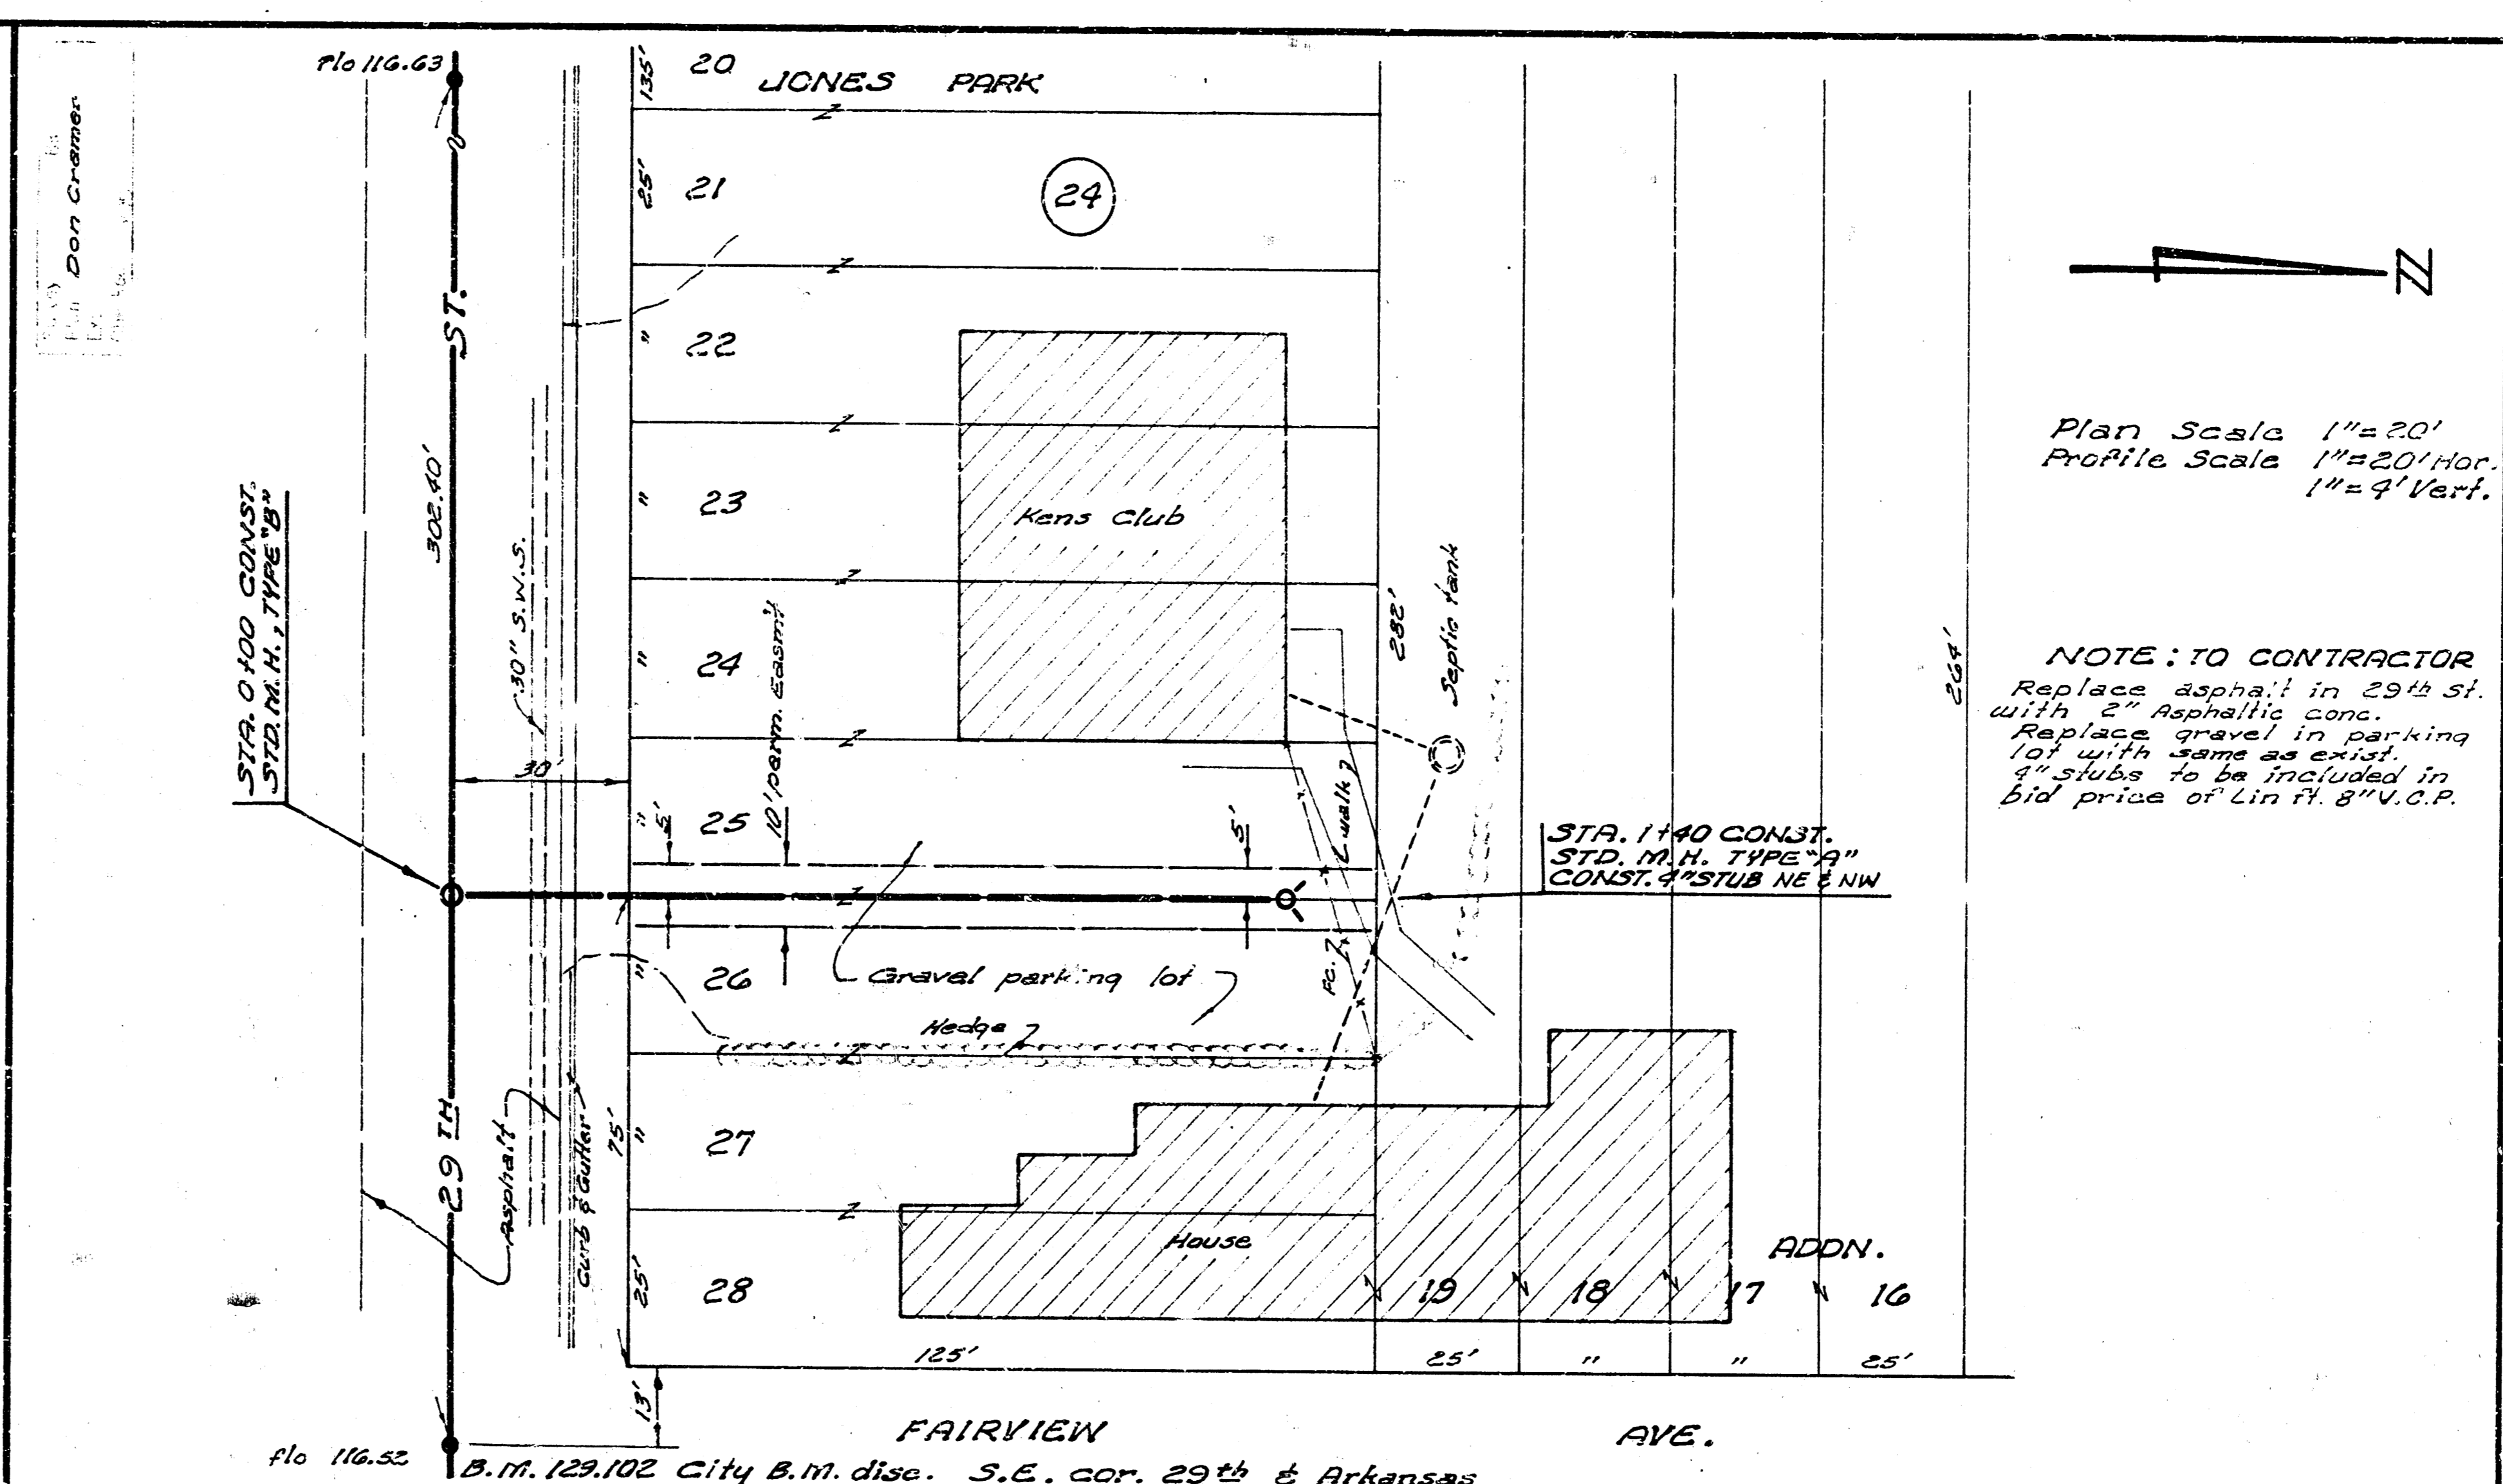 flo 116.63
Don Cramer
135'
20
JONES PARK
25'
21
24
ST.
"
22
302.40'
STA. 0+00 CONST.
STD. M.H., TYPE "B"
30" S.W.S.
"
23
Kens Club
"
24
10' perm. Easm't
282'
Septic tank
264'
Plan Scale 1"=20'
Profile Scale 1"=20' Hor.
1"=4' Vert.
NOTE: TO CONTRACTOR
Replace asphalt in 29th St.
with 2" Asphaltic conc.
Replace gravel in parking
lot with same as exist.
4" stubs to be included in
bid price of Lin ft. 8" V.C.P.
30'
"
5'
25
5'
walk
STA. 1+40 CONST.
STD. M.H. TYPE "A"
CONST. 4" STUB NE & NW
"
26
Gravel parking lot
Fc.
Hedge
29TH
Asphalt
Curb & Gutter
75'
"
27
House
25'
28
ADDN.
19
18
17
16
125'
25'
"
"
25'
13'
FAIRVIEW AVE.
flo 116.52
B.M. 129.102 City B.M. disc. S.E. cor. 29th & Arkansas
N